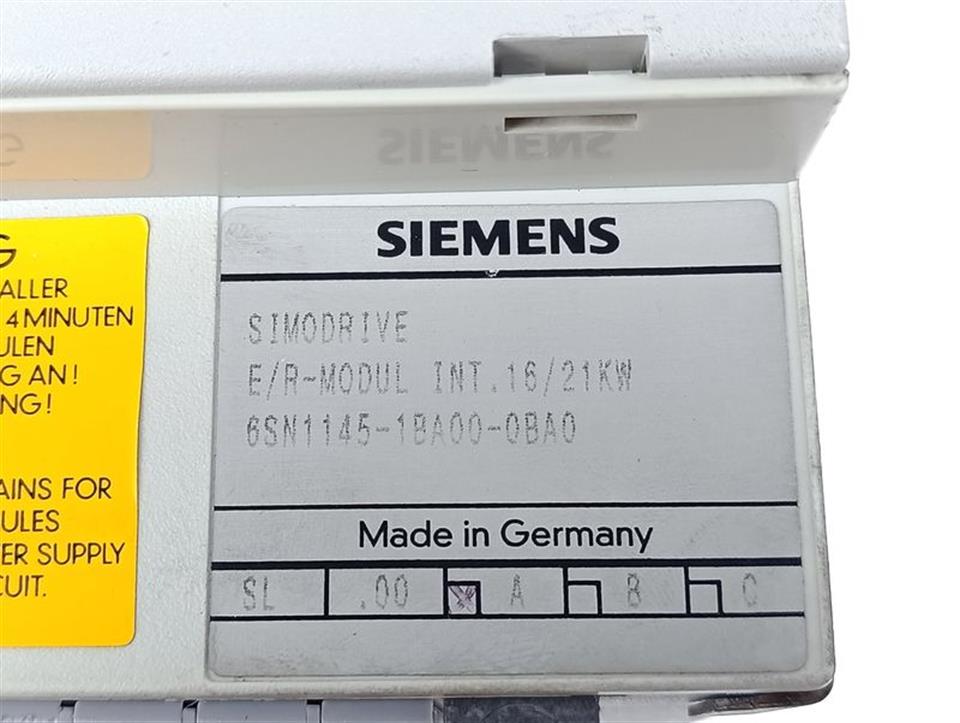 G
ALLER
4 MINUTEN
ULEN
G AN!
NG!
AINS FOR
ULES
ER SUPPLY
CUIT.
SIEMENS
SIMODRIVE
E/R-MODUL INT.16/21KW
6SN1145-1BA00-0BA0
Made in Germany
SL .00 A B C